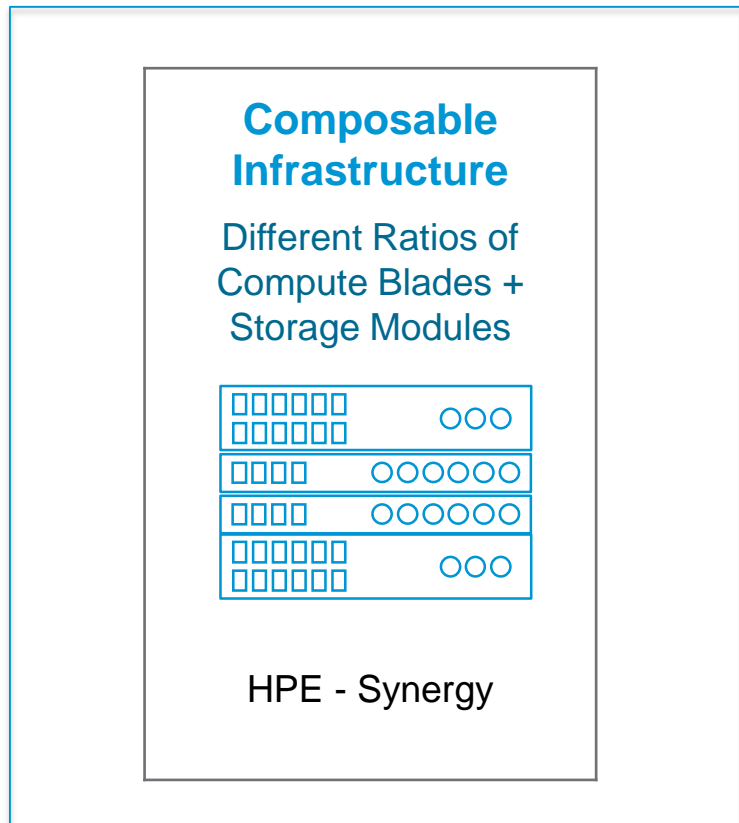 Composable
Infrastructure
Different Ratios of
Compute Blades +
Storage Modules
HPE - Synergy